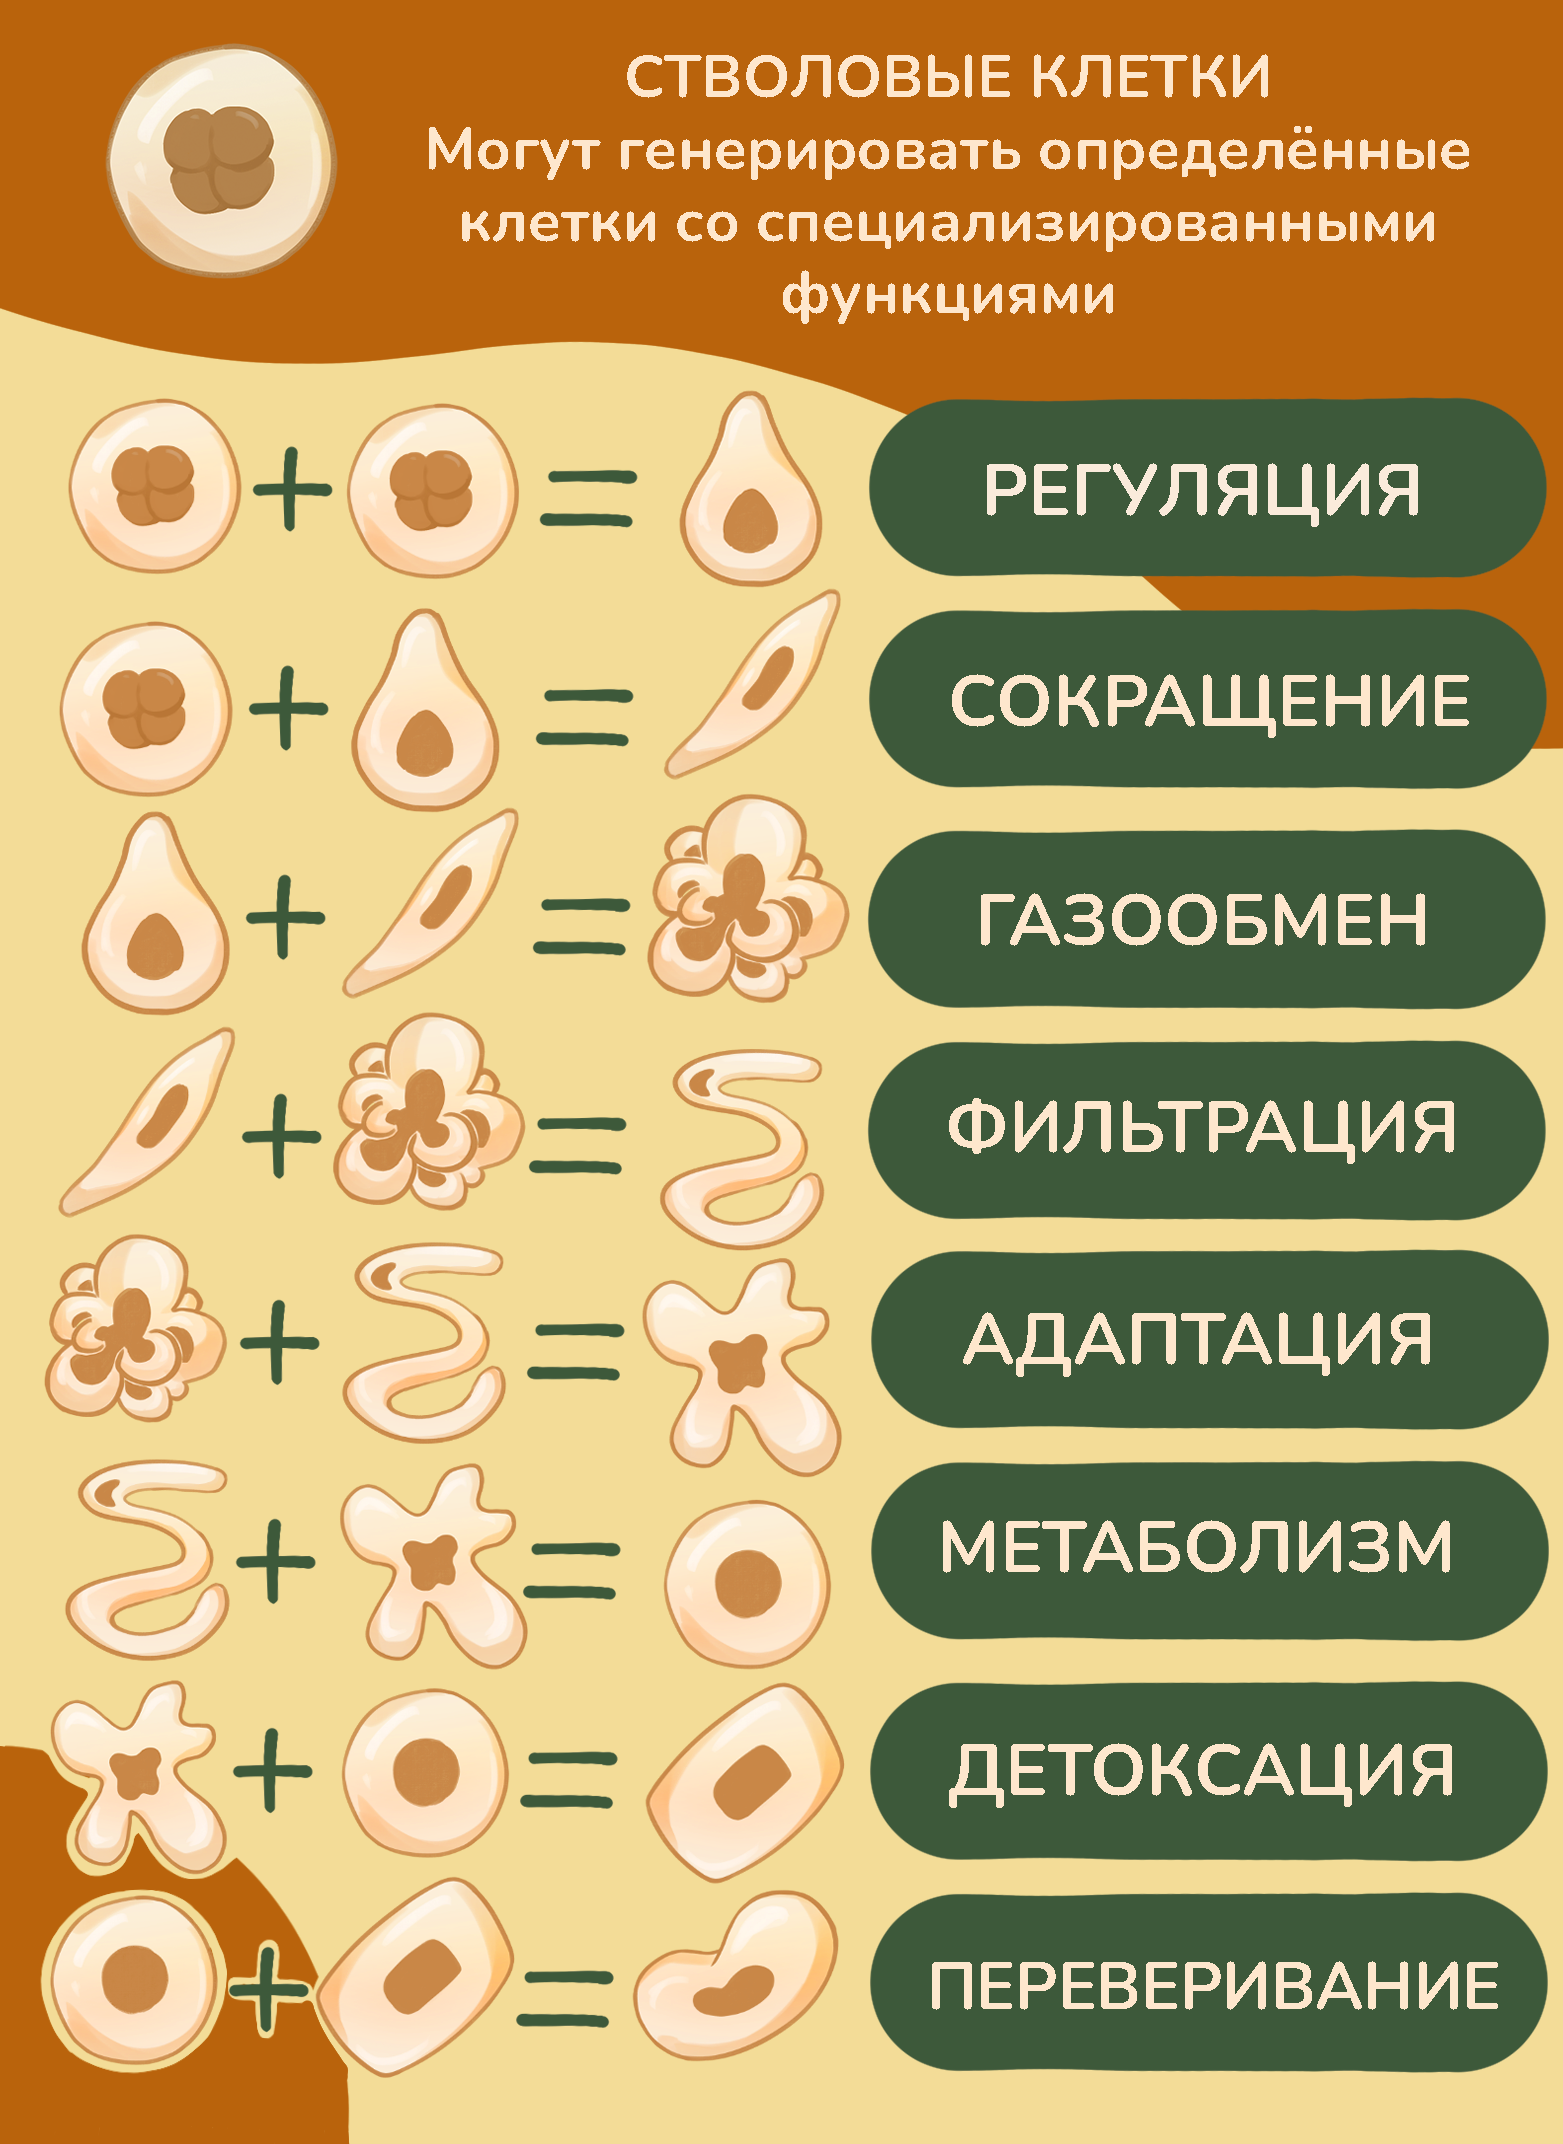 СТВОЛОВЫЕ КЛЕТКИ
Могут генерировать определённые
клетки со специализированными
функциями
РЕГУЛЯЦИЯ
СОКРАЩЕНИЕ
ГАЗООБМЕН
ФИЛЬТРАЦИЯ
АДАПТАЦИЯ
МЕТАБОЛИЗМ
ДЕТОКСАЦИЯ
ПЕРЕВЕРИВАНИЕ